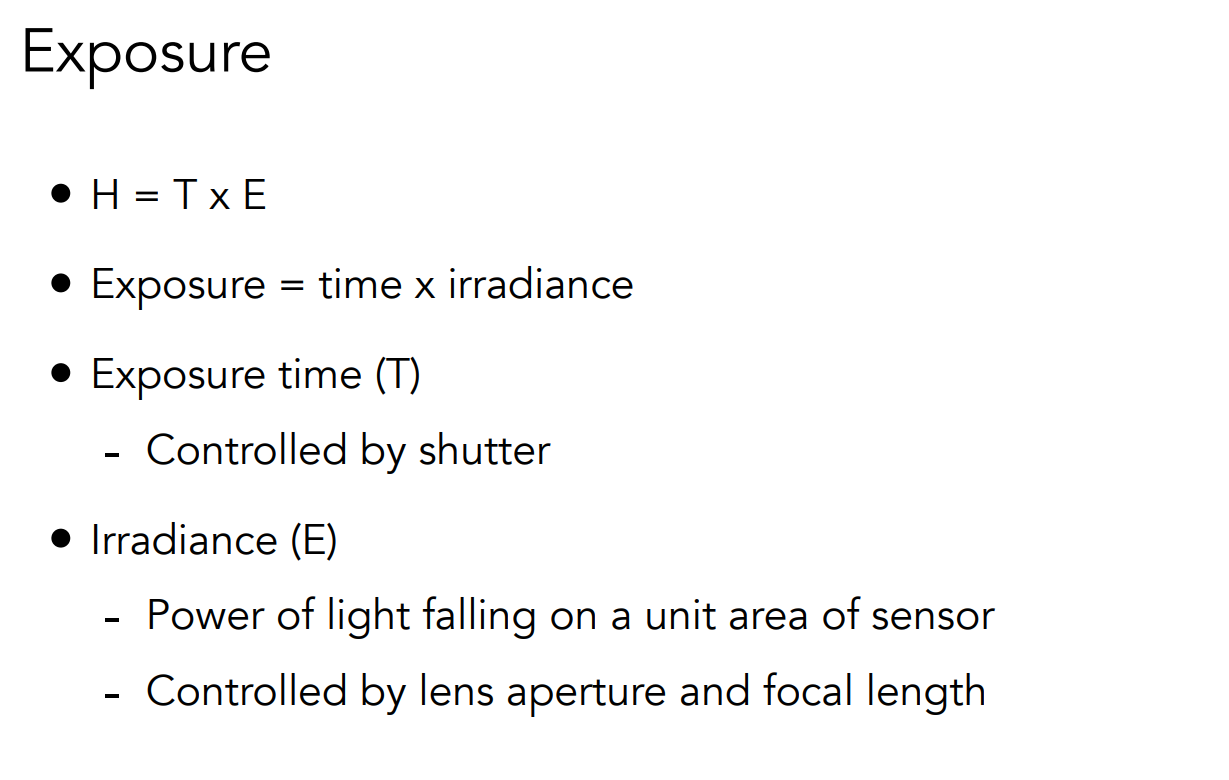 Exposure
● H = T x E
● Exposure = time x irradiance
● Exposure time (T)
- Controlled by shutter
● Irradiance (E)
- Power of light falling on a unit area of sensor
- Controlled by lens aperture and focal length